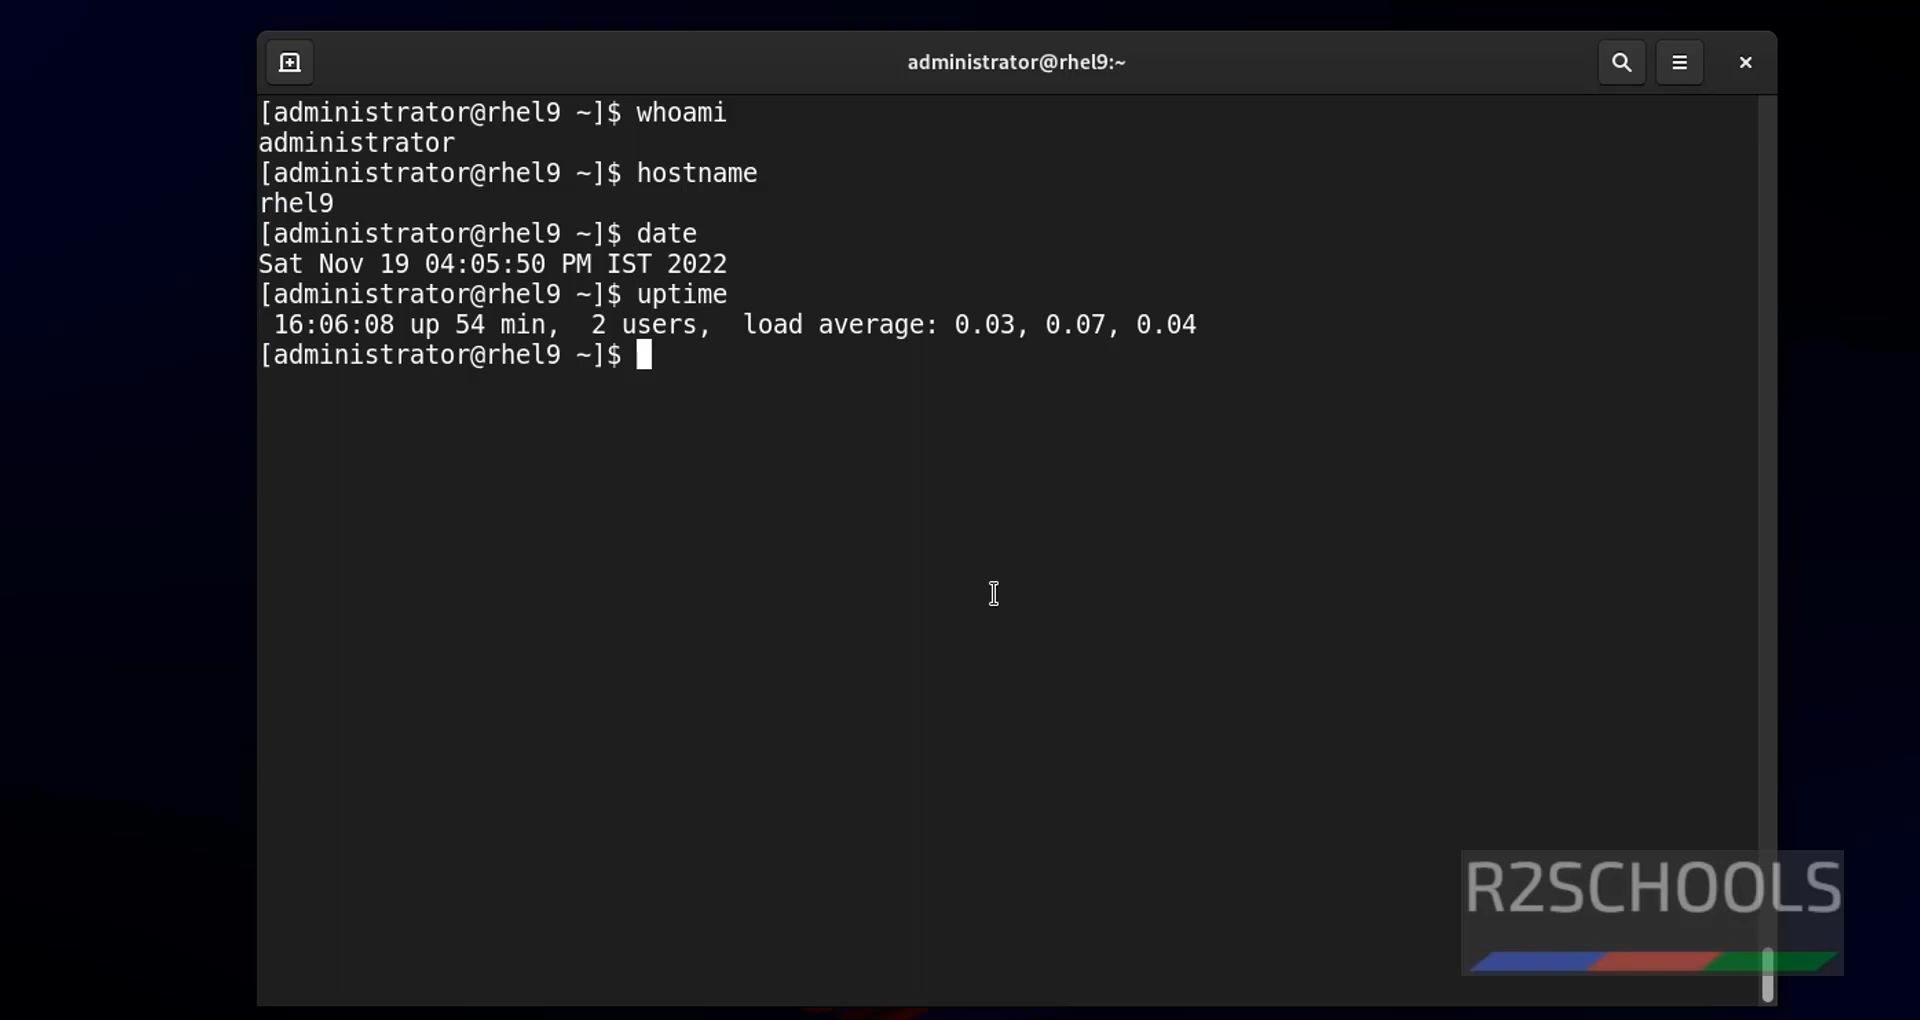 administrator@rhel9:~
[administrator@rhel9 ~]$ whoami
administrator
[administrator@rhel9 ~]$ hostname
rhel9
[administrator@rhel9 ~]$ date
Sat Nov 19 04:05:50 PM IST 2022
[administrator@rhel9 ~]$ uptime
 16:06:08 up 54 min,  2 users,  load average: 0.03, 0.07, 0.04
[administrator@rhel9 ~]$
R2SCHOOLS